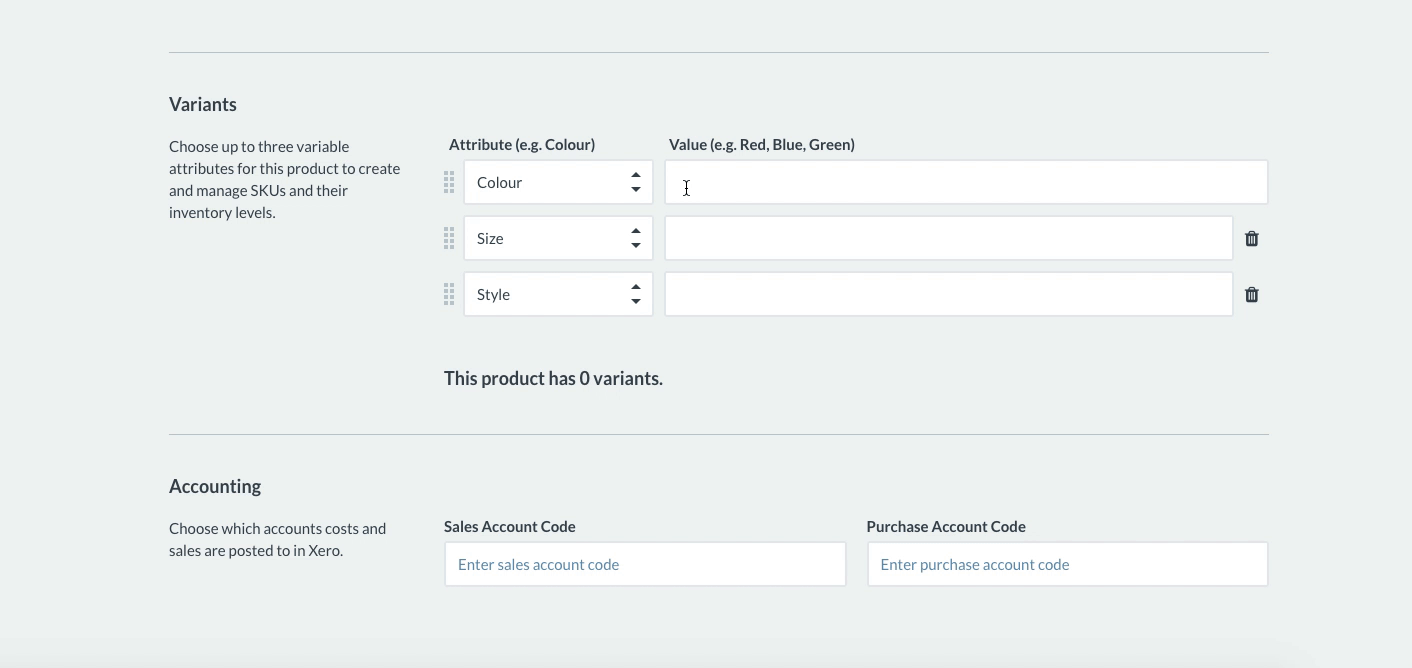 Variants
Choose up to three variable
attributes for this product to create
and manage SKUs and their
inventory levels.
Attribute (e.g. Colour)
Value (e.g. Red, Blue, Green)
Colour
Size
Style
This product has 0 variants.
Accounting
Choose which accounts costs and
sales are posted to in Xero.
Sales Account Code
Purchase Account Code
Enter sales account code
Enter purchase account code